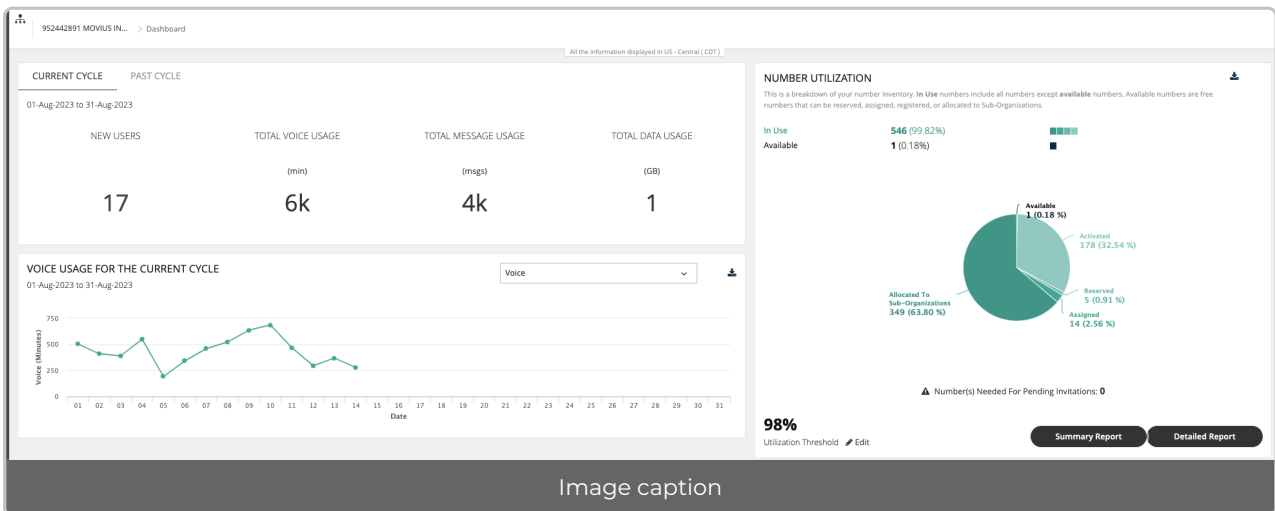 952442891 MOVIUS IN... > Dashboard
All the information displayed in US - Central ( CDT )
CURRENT CYCLE PAST CYCLE
01-Aug-2023 to 31-Aug-2023
NEW USERS TOTAL VOICE USAGE TOTAL MESSAGE USAGE TOTAL DATA USAGE
(min) (msgs) (GB)
17 6k 4k 1
VOICE USAGE FOR THE CURRENT CYCLE
Voice
01-Aug-2023 to 31-Aug-2023
Voice (Minutes)
750
500
250
0
01 02 03 04 05 06 07 08 09 10 11 12 13 14 15 16 17 18 19 20 21 22 23 24 25 26 27 28 29 30 31
Date
NUMBER UTILIZATION
This is a breakdown of your number inventory. In Use numbers include all numbers except available numbers. Available numbers are free
numbers that can be reserved, assigned, registered, or allocated to Sub-Organizations.
In Use 546 (99.82%)
Available 1 (0.18%)
Available
1 (0.18 %)
Activated
178 (32.54 %)
Reserved
5 (0.91 %)
Assigned
14 (2.56 %)
Allocated To
Sub-Organizations
349 (63.80 %)
Number(s) Needed For Pending Invitations: 0
98%
Utilization Threshold Edit
Summary Report Detailed Report
Image caption